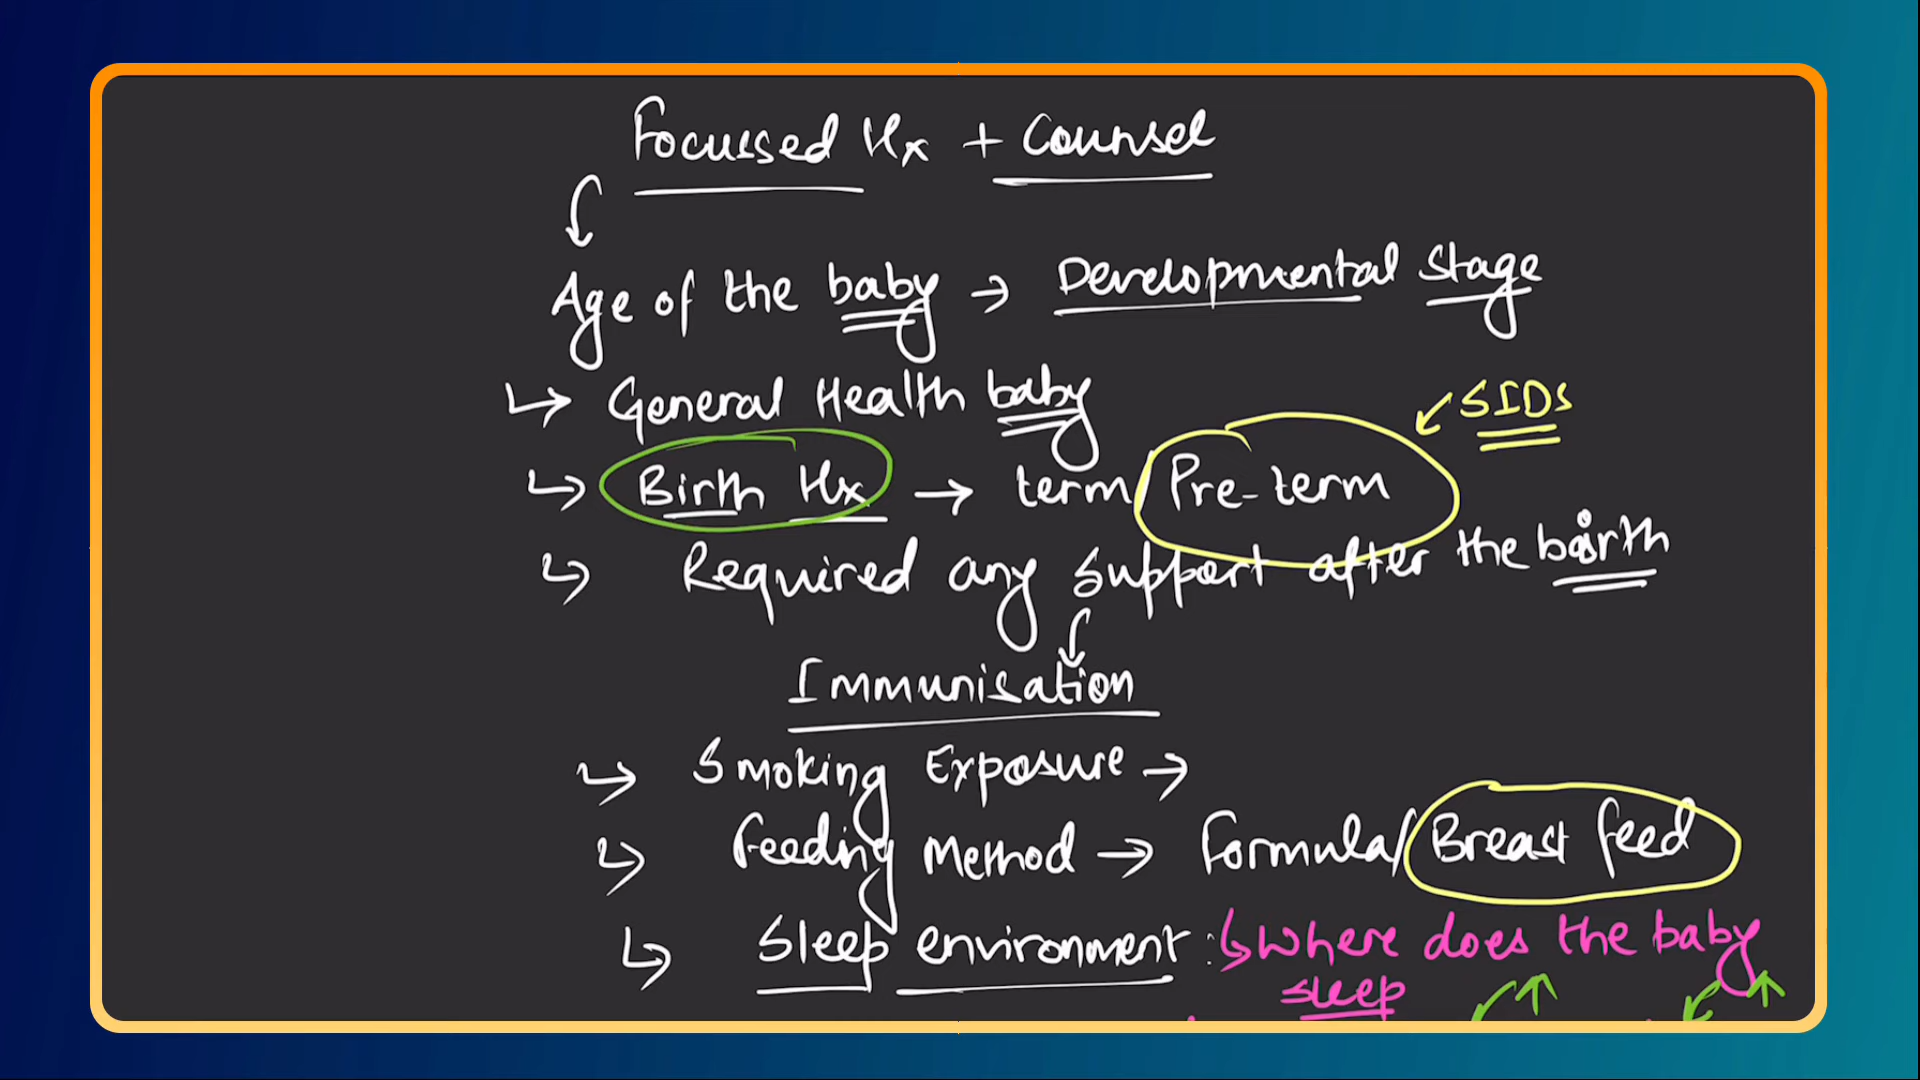 Focussed Hx + Counsel
Age of the baby → Developmental stage
↳ General Health baby
SIDS
↳ Birth Hx → term/Pre-term
↳ Required any support after the birth
Immunisation
↳ Smoking Exposure →
↳ Feeding Method → Formula/Breast feed
↳ Sleep environment : ↳ Where does the baby
sleep